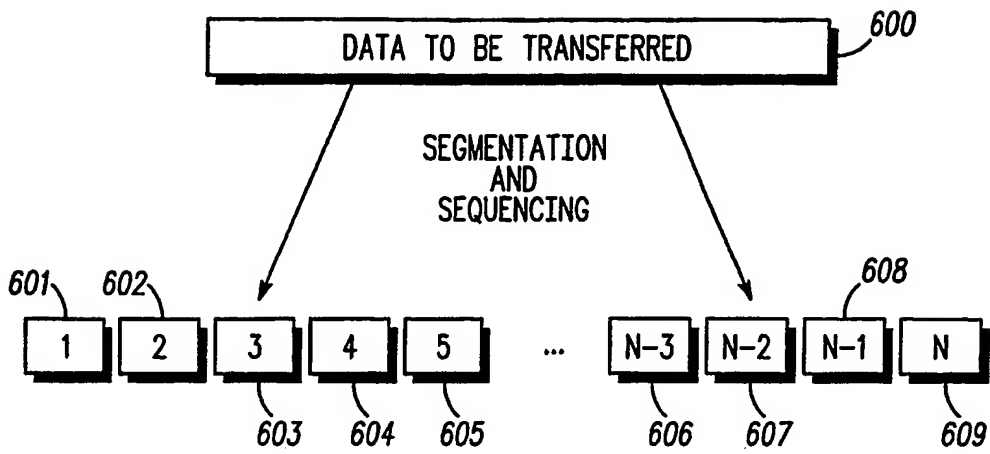 600
DATA TO BE TRANSFERRED
SEGMENTATION
AND
SEQUENCING
601 602 608
1 2 3 4 5 ... N-3 N-2 N-1 N
603 604 605 606 607 609